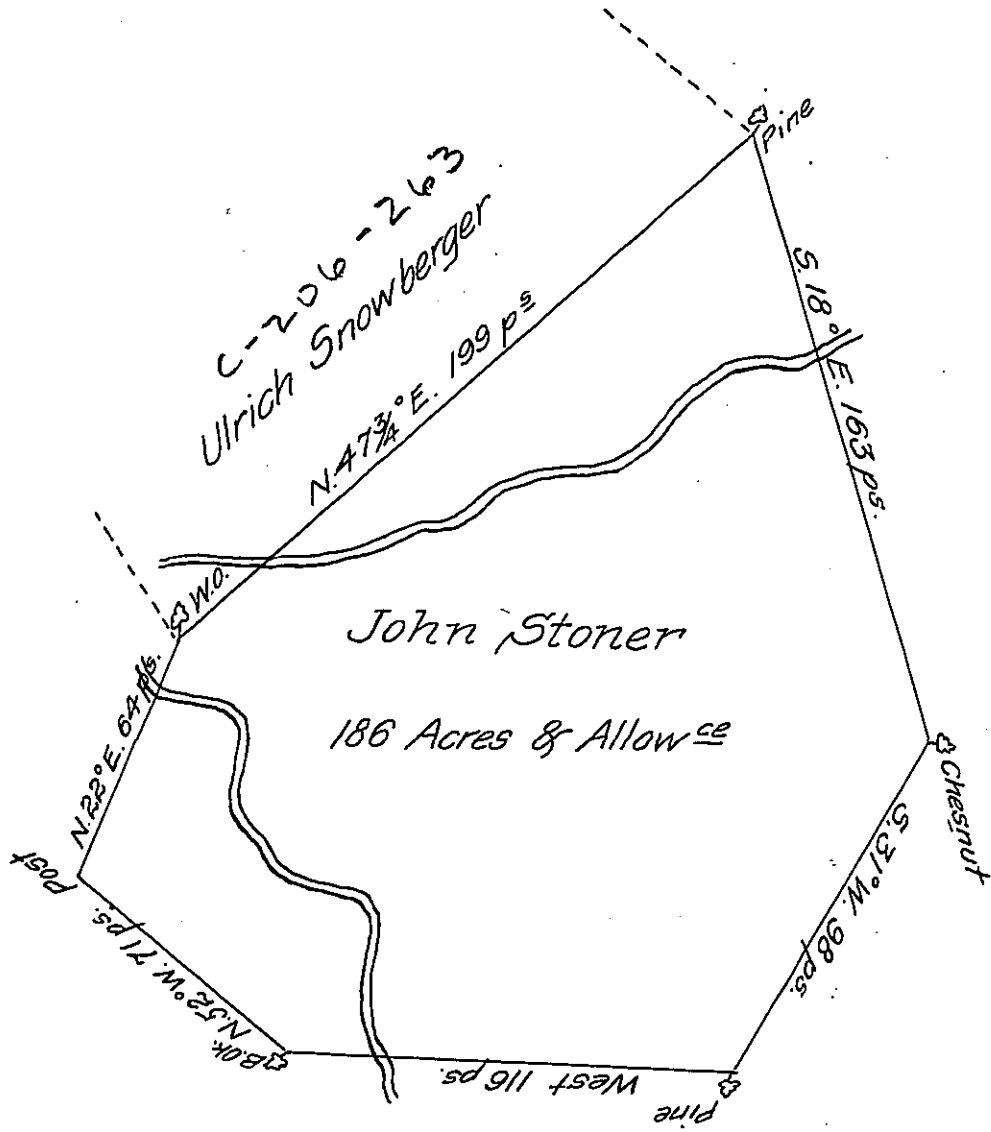 Pine
C-206-263
Ulrich Snowberger
N.47¾°E. 199 pˢ
S.18°E. 163 ps.
W.O.
John Stoner
N.22°E. 64 ps.
186 Acres & Allowᶜᵉ
Chesnut
S.31°W. 98 ps.
Post
N.52°W. 71 ps.
B.Ok.
West 116 ps.
Pine